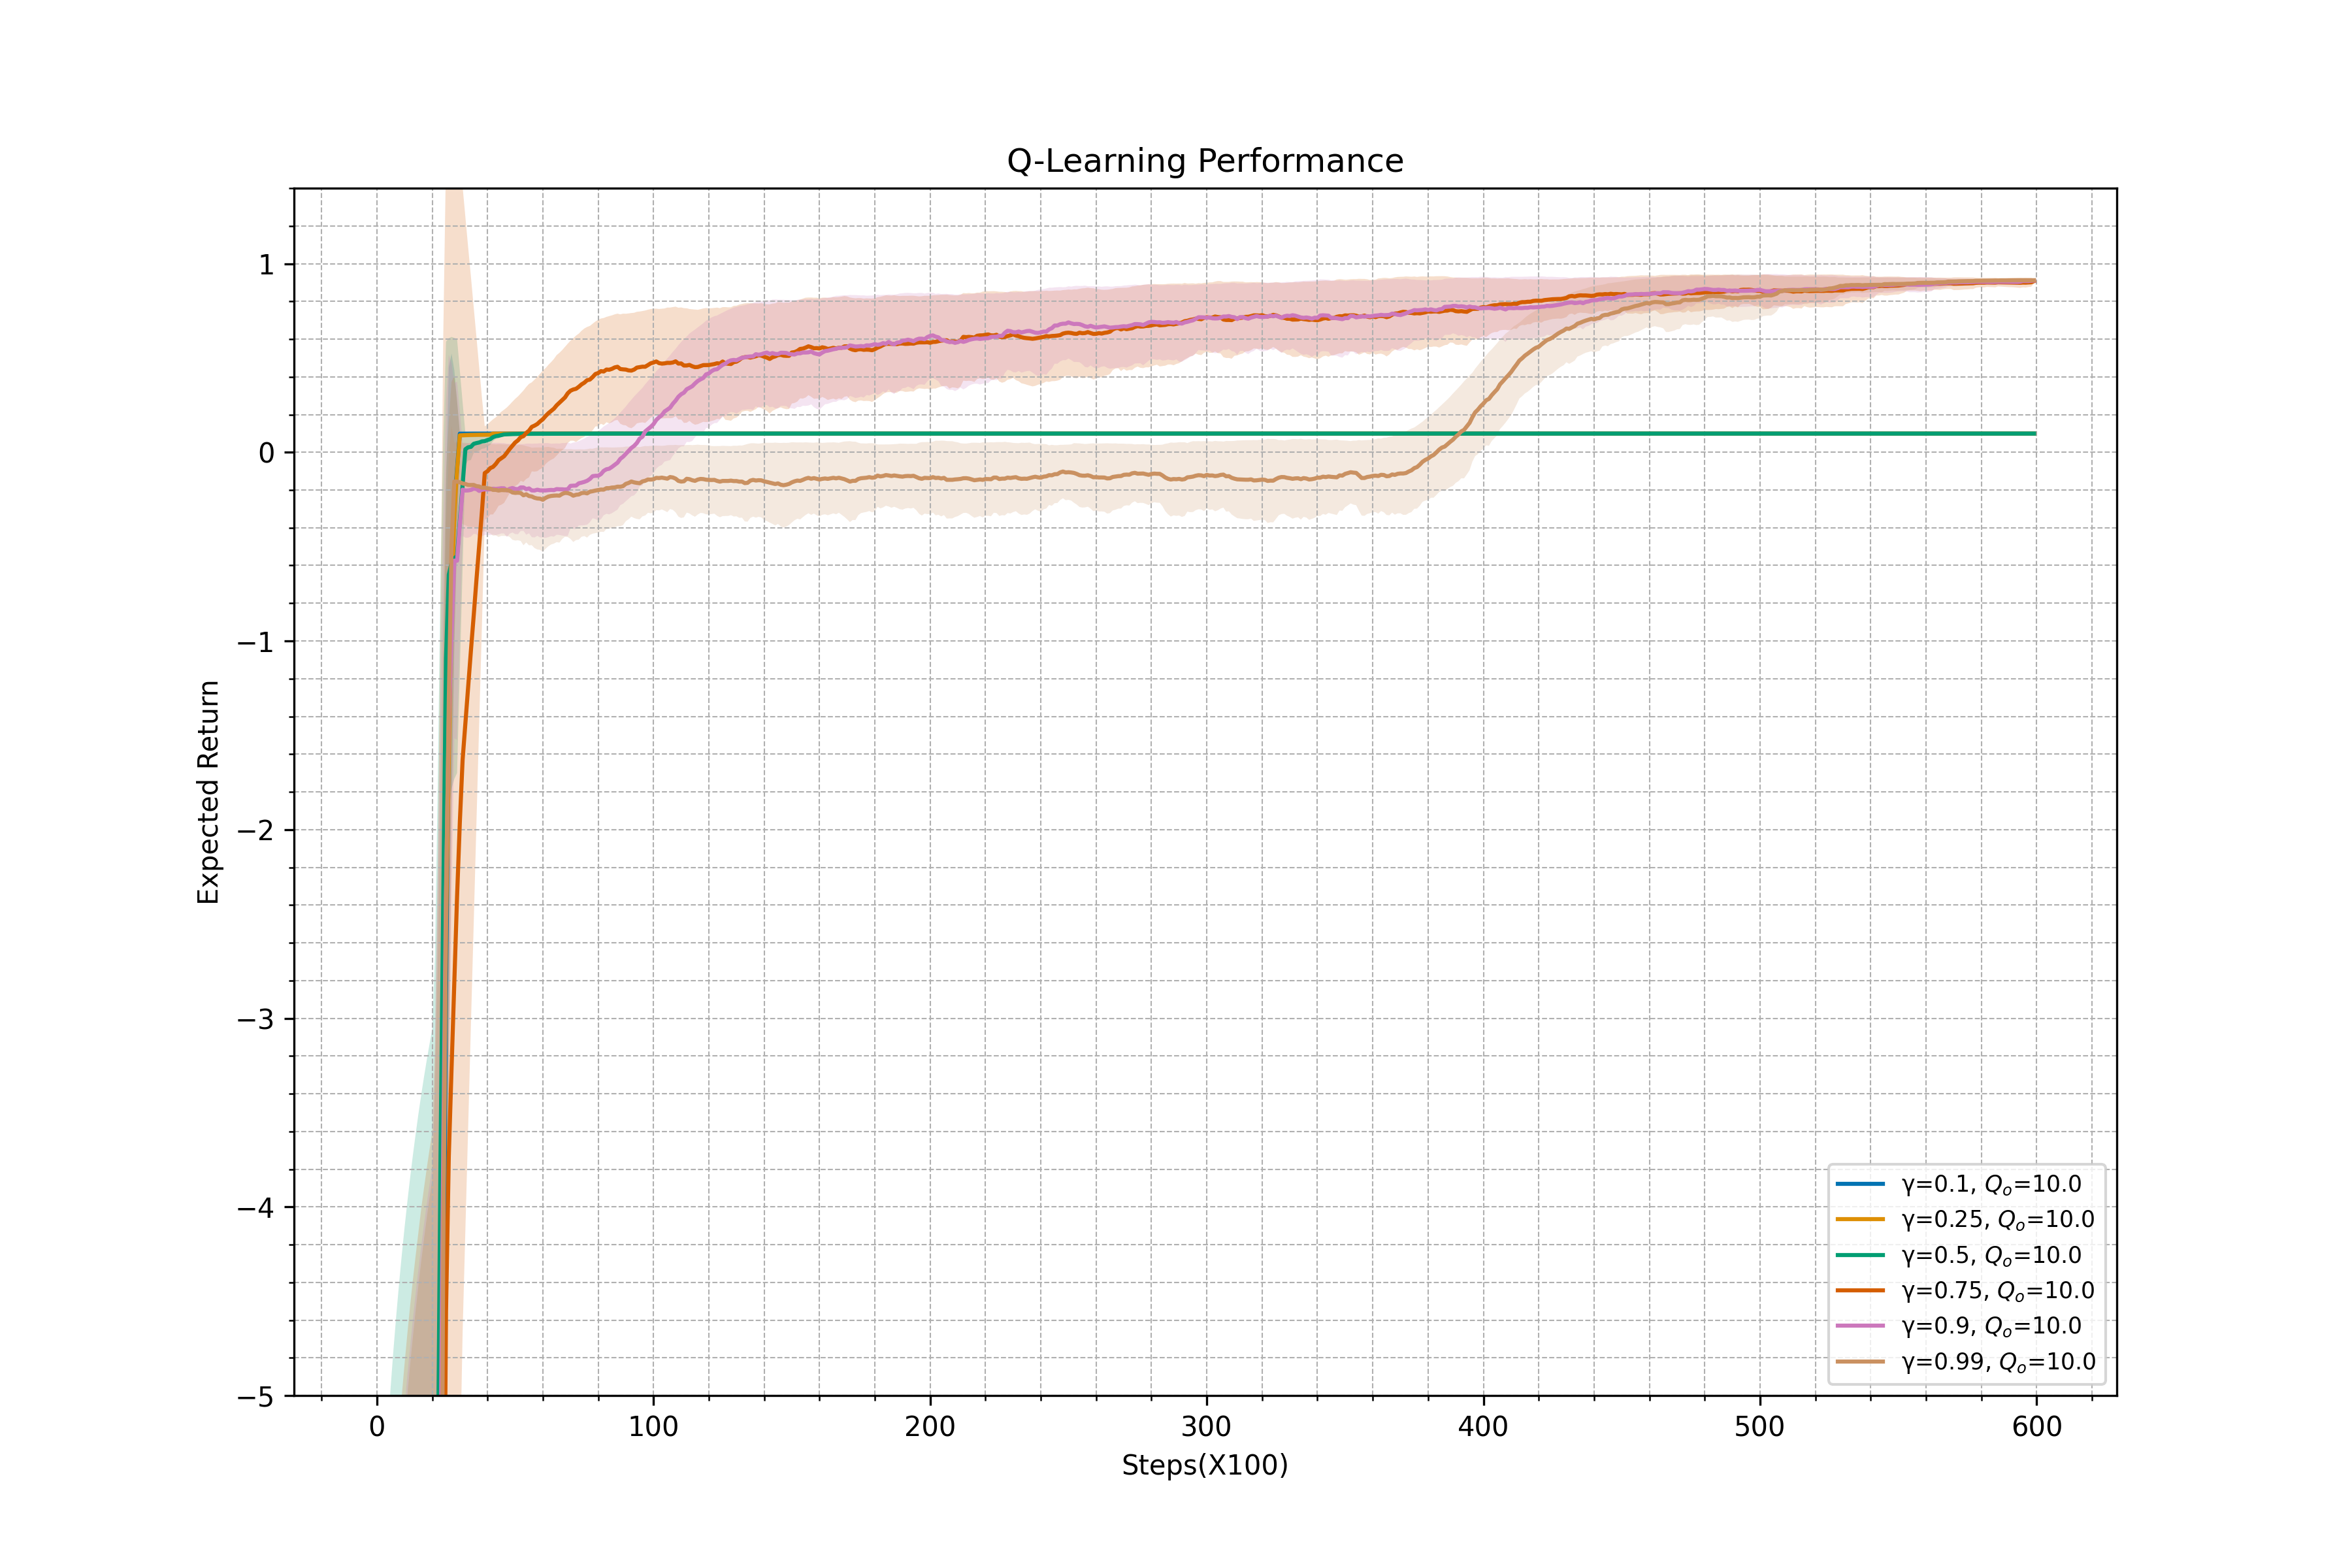 Q-Learning Performance
Expected Return
1
0
−1
−2
−3
−4
−5
0 100 200 300 400 500 600
Steps(X100)
γ=0.1, Qₒ=10.0
γ=0.25, Qₒ=10.0
γ=0.5, Qₒ=10.0
γ=0.75, Qₒ=10.0
γ=0.9, Qₒ=10.0
γ=0.99, Qₒ=10.0